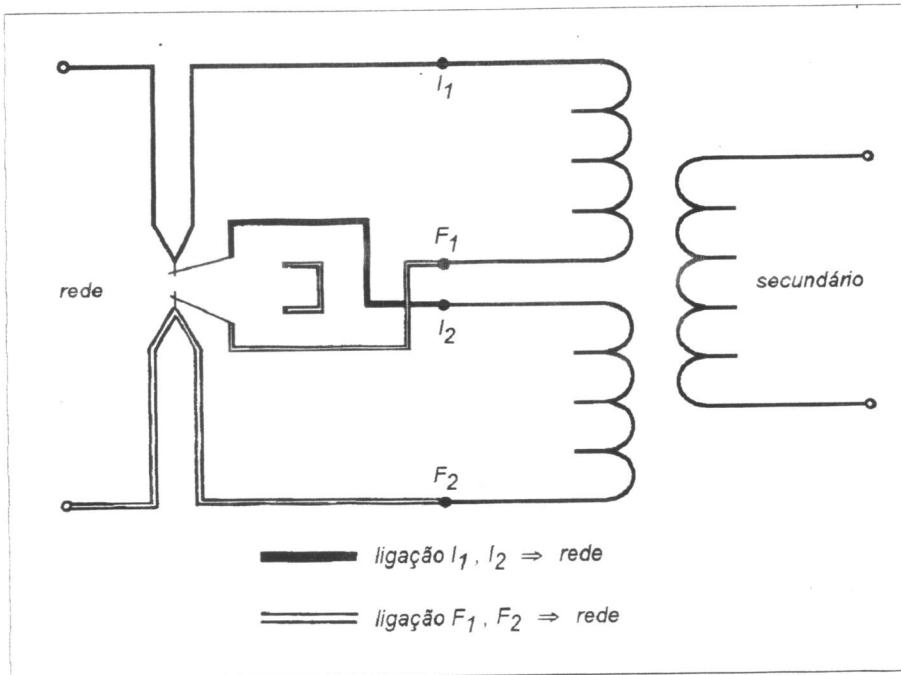 I1
F1
rede
secundário
I2
F2
ligação I1 , I2 ⇒ rede
ligação F1 , F2 ⇒ rede